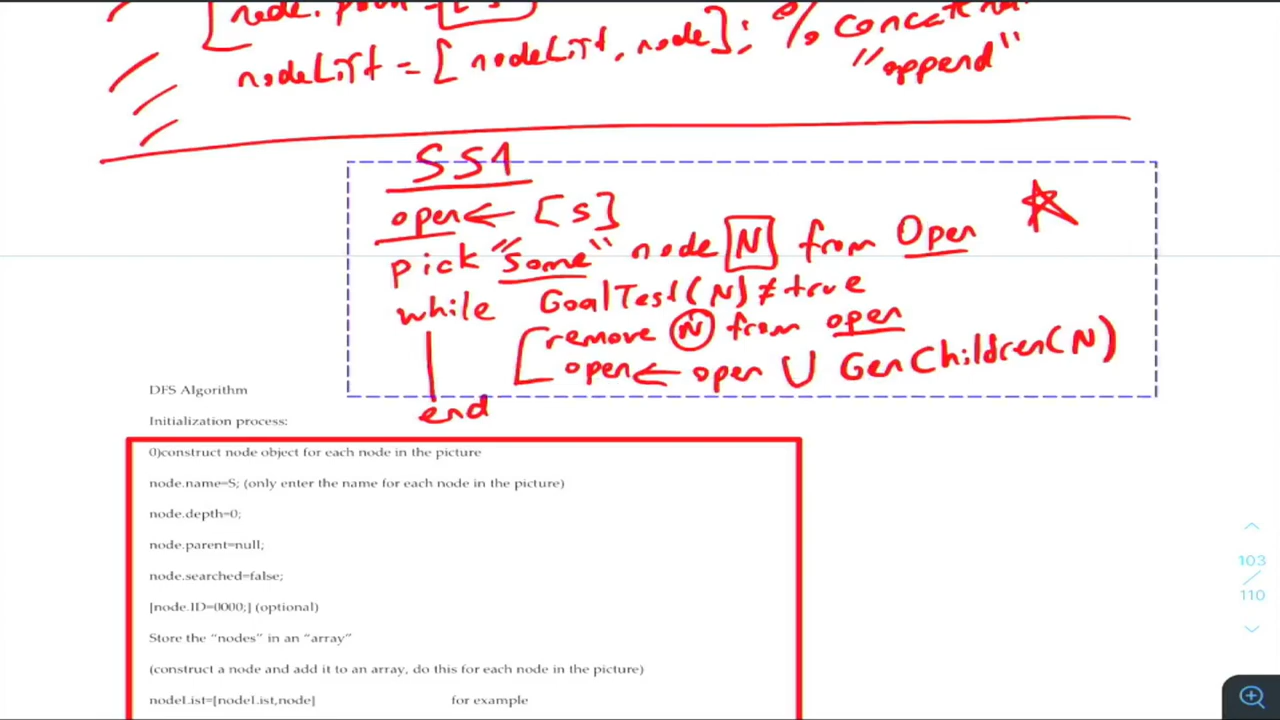 [node.
nodeList = [nodeList, node]; %
"append"
SSA
open ← [s]
pick "some" node N from Open
while GoalTest(N) ≠ true
remove N from open
open ← open ∪ GenChildren(N)
end
DFS Algorithm
Initialization process:
0)construct node object for each node in the picture
node.name=S; (only enter the name for each node in the picture)
node.depth=0;
node.parent=null;
node.searched=false;
[node.ID=0000;] (optional)
Store the "nodes" in an "array"
(construct a node and add it to an array, do this for each node in the picture)
nodeList=[nodeList,node] for example
103
/
110